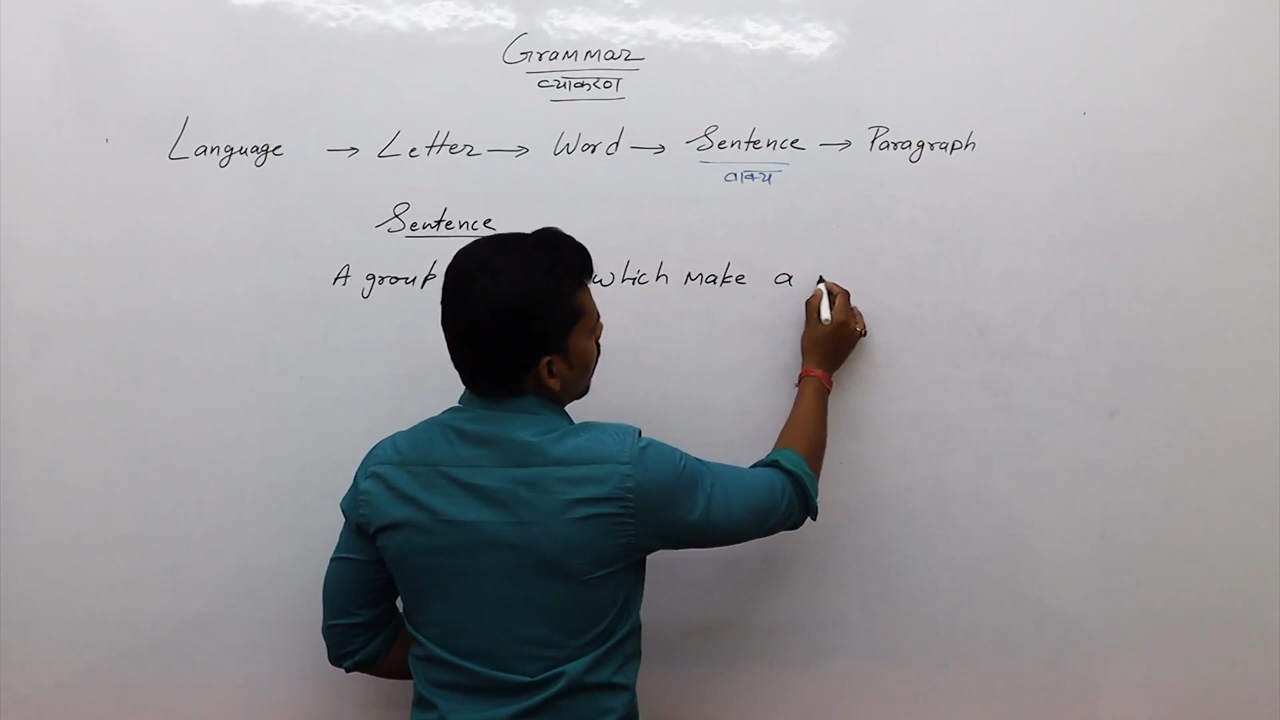 Grammar
व्याकरण
Language → Letter → Word → Sentence → Paragraph
वाक्य
Sentence
A group which make a